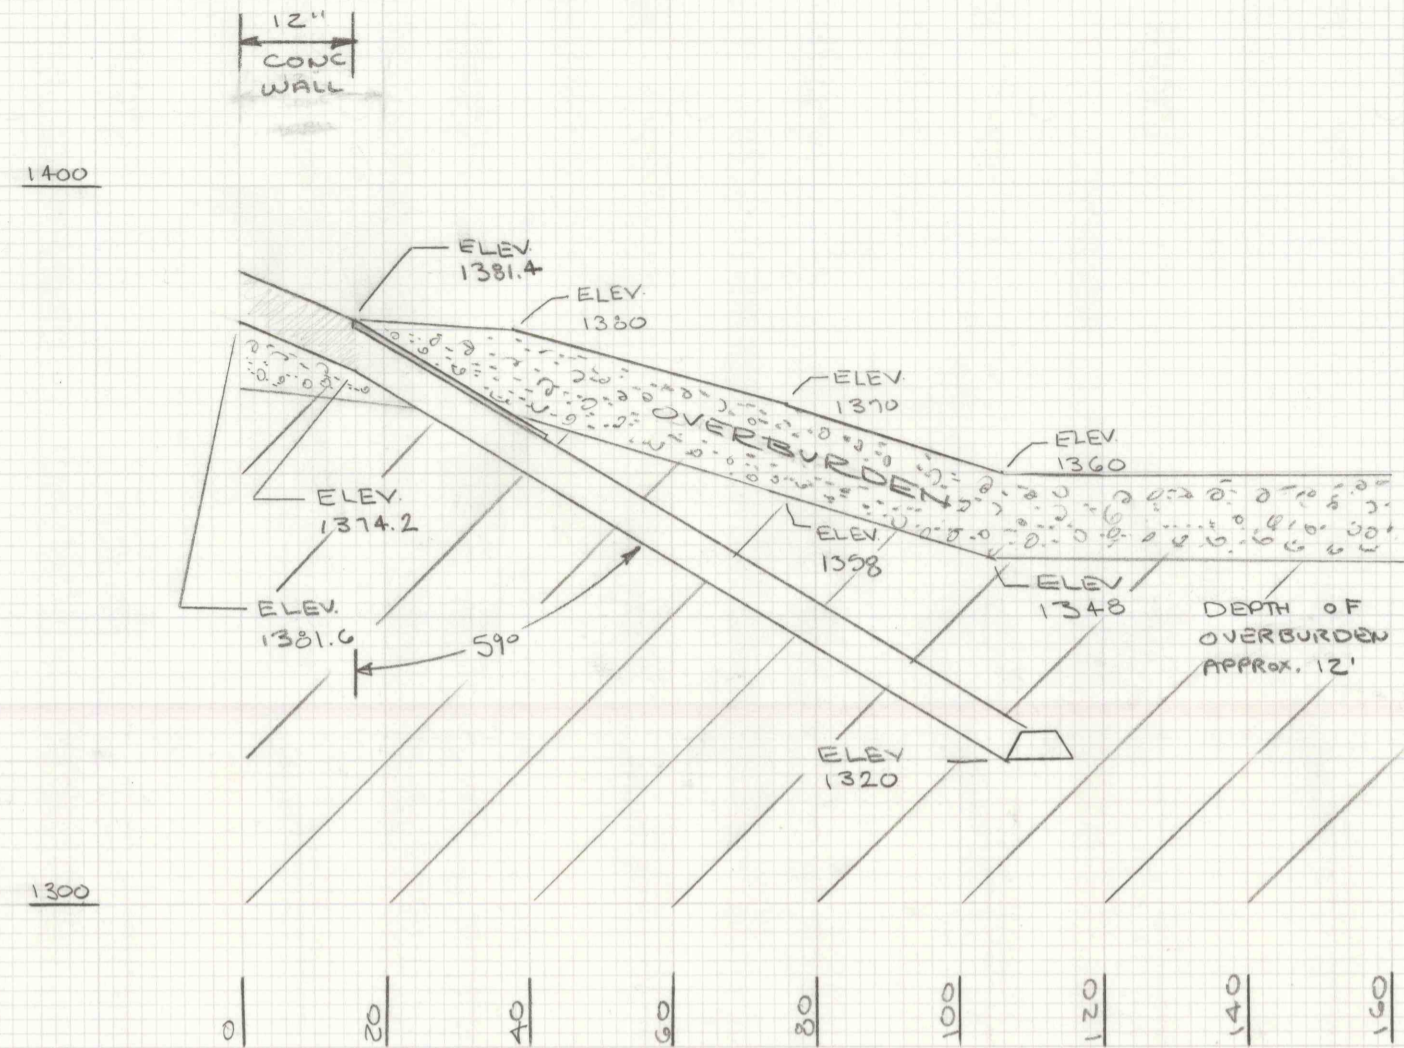 12"
CONC
WALL
1400
ELEV.
1381.4
ELEV.
1380
ELEV.
1370
OVERBURDEN
ELEV.
1360
ELEV.
1374.2
ELEV.
1358
ELEV
1348
ELEV.
1381.6
59°
DEPTH OF
OVERBURDEN
APPROX. 12'
ELEV
1320
1300
0
20
40
60
80
100
120
140
160